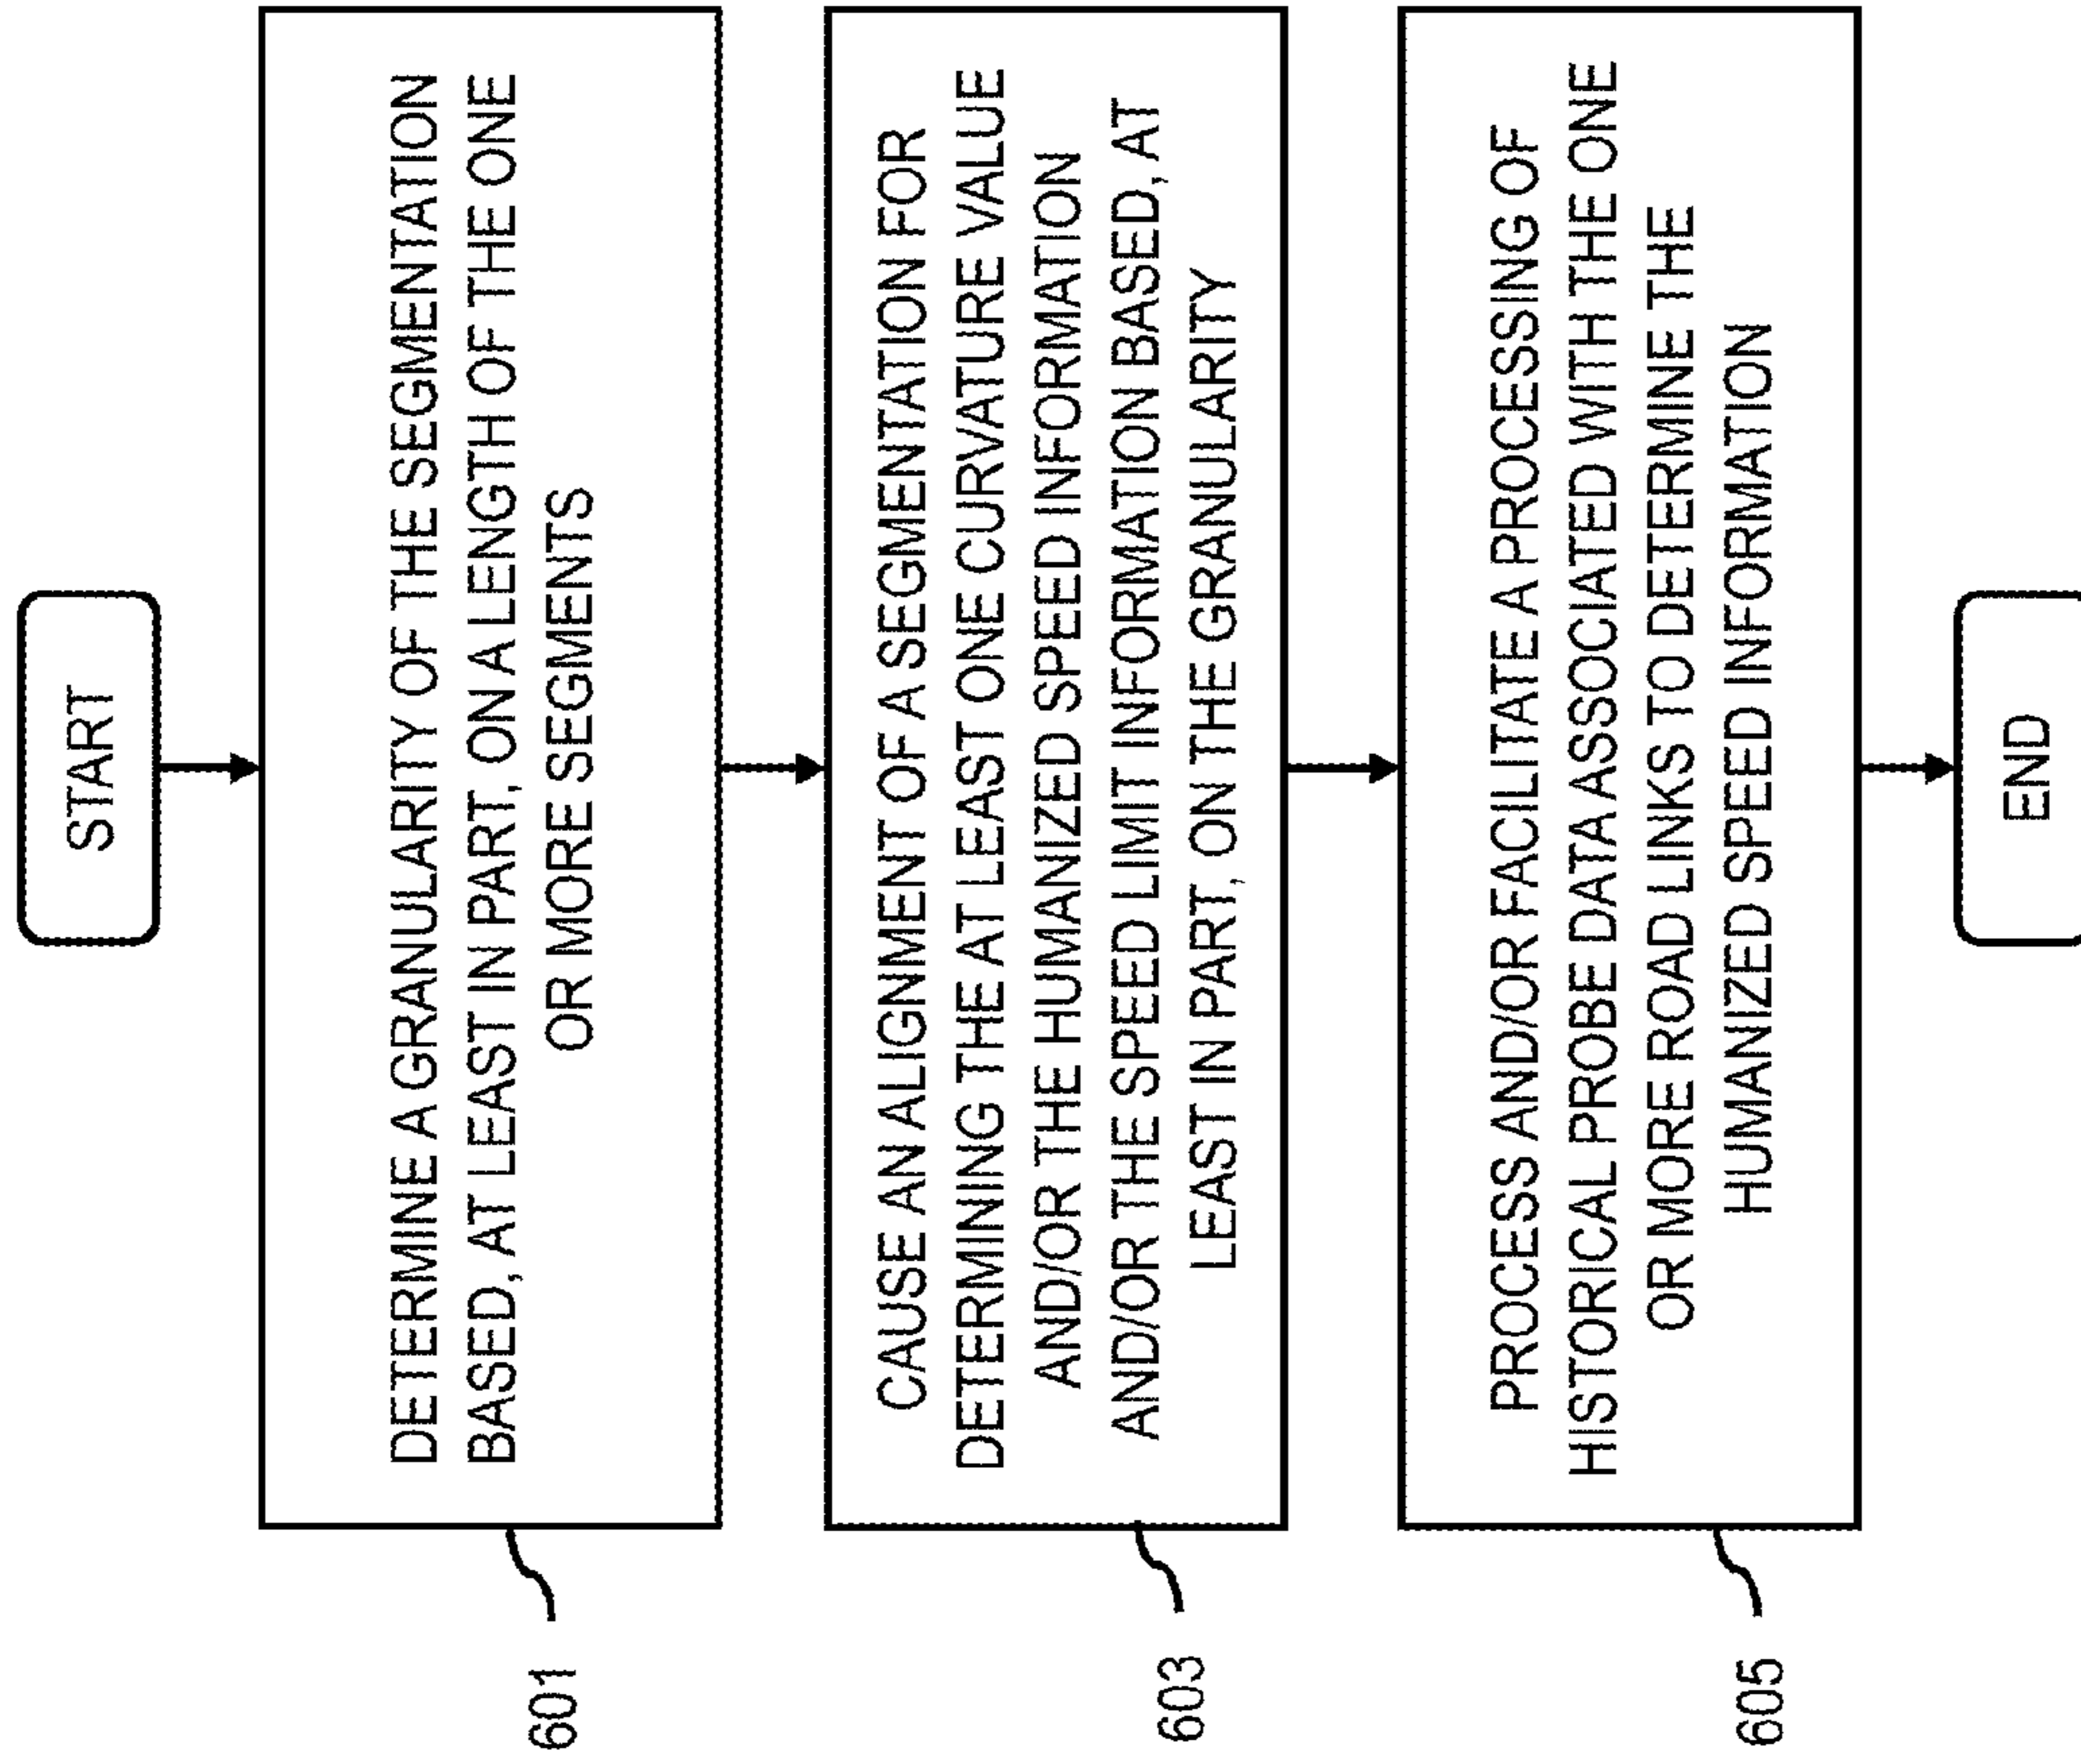 START
DETERMINE A GRANULARITY OF THE SEGMENTATION
BASED, AT LEAST IN PART, ON A LENGTH OF THE ONE
OR MORE SEGMENTS
601
CAUSE AN ALIGNMENT OF A SEGMENTATION FOR
DETERMINING THE AT LEAST ONE CURVATURE VALUE
AND/OR THE HUMANIZED SPEED INFORMATION
AND/OR THE SPEED LIMIT INFORMATION BASED, AT
LEAST IN PART, ON THE GRANULARITY
603
PROCESS AND/OR FACILITATE A PROCESSING OF
HISTORICAL PROBE DATA ASSOCIATED WITH THE ONE
OR MORE ROAD LINKS TO DETERMINE THE
HUMANIZED SPEED INFORMATION
605
END